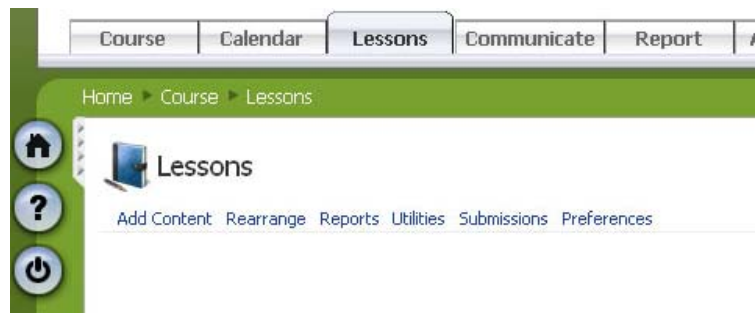 Course Calendar Lessons Communicate Report
Home Course Lessons
Lessons
?
Add Content Rearrange Reports Utilities Submissions Preferences